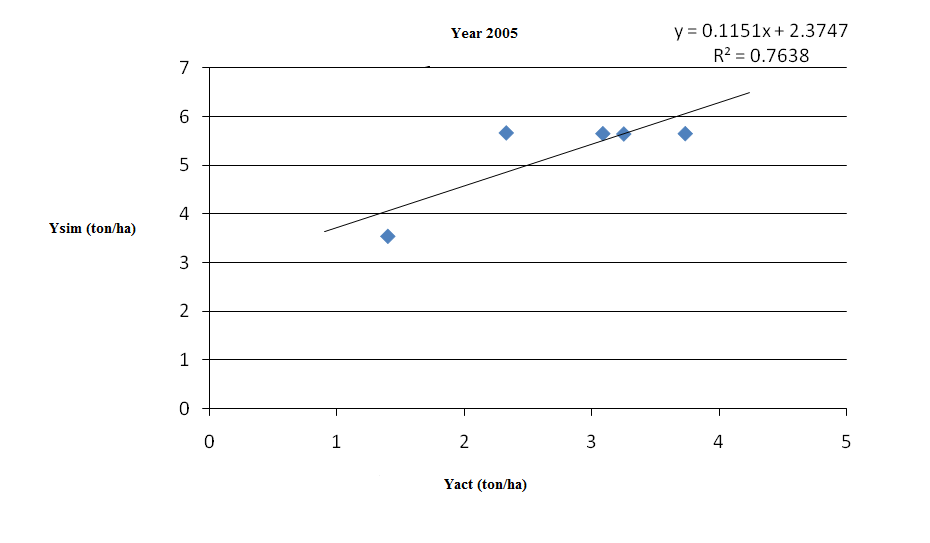 Year 2005
y = 0.1151x + 2.3747
R² = 0.7638
7
6
5
4
3
2
1
0
Ysim (ton/ha)
0 1 2 3 4 5
Yact (ton/ha)